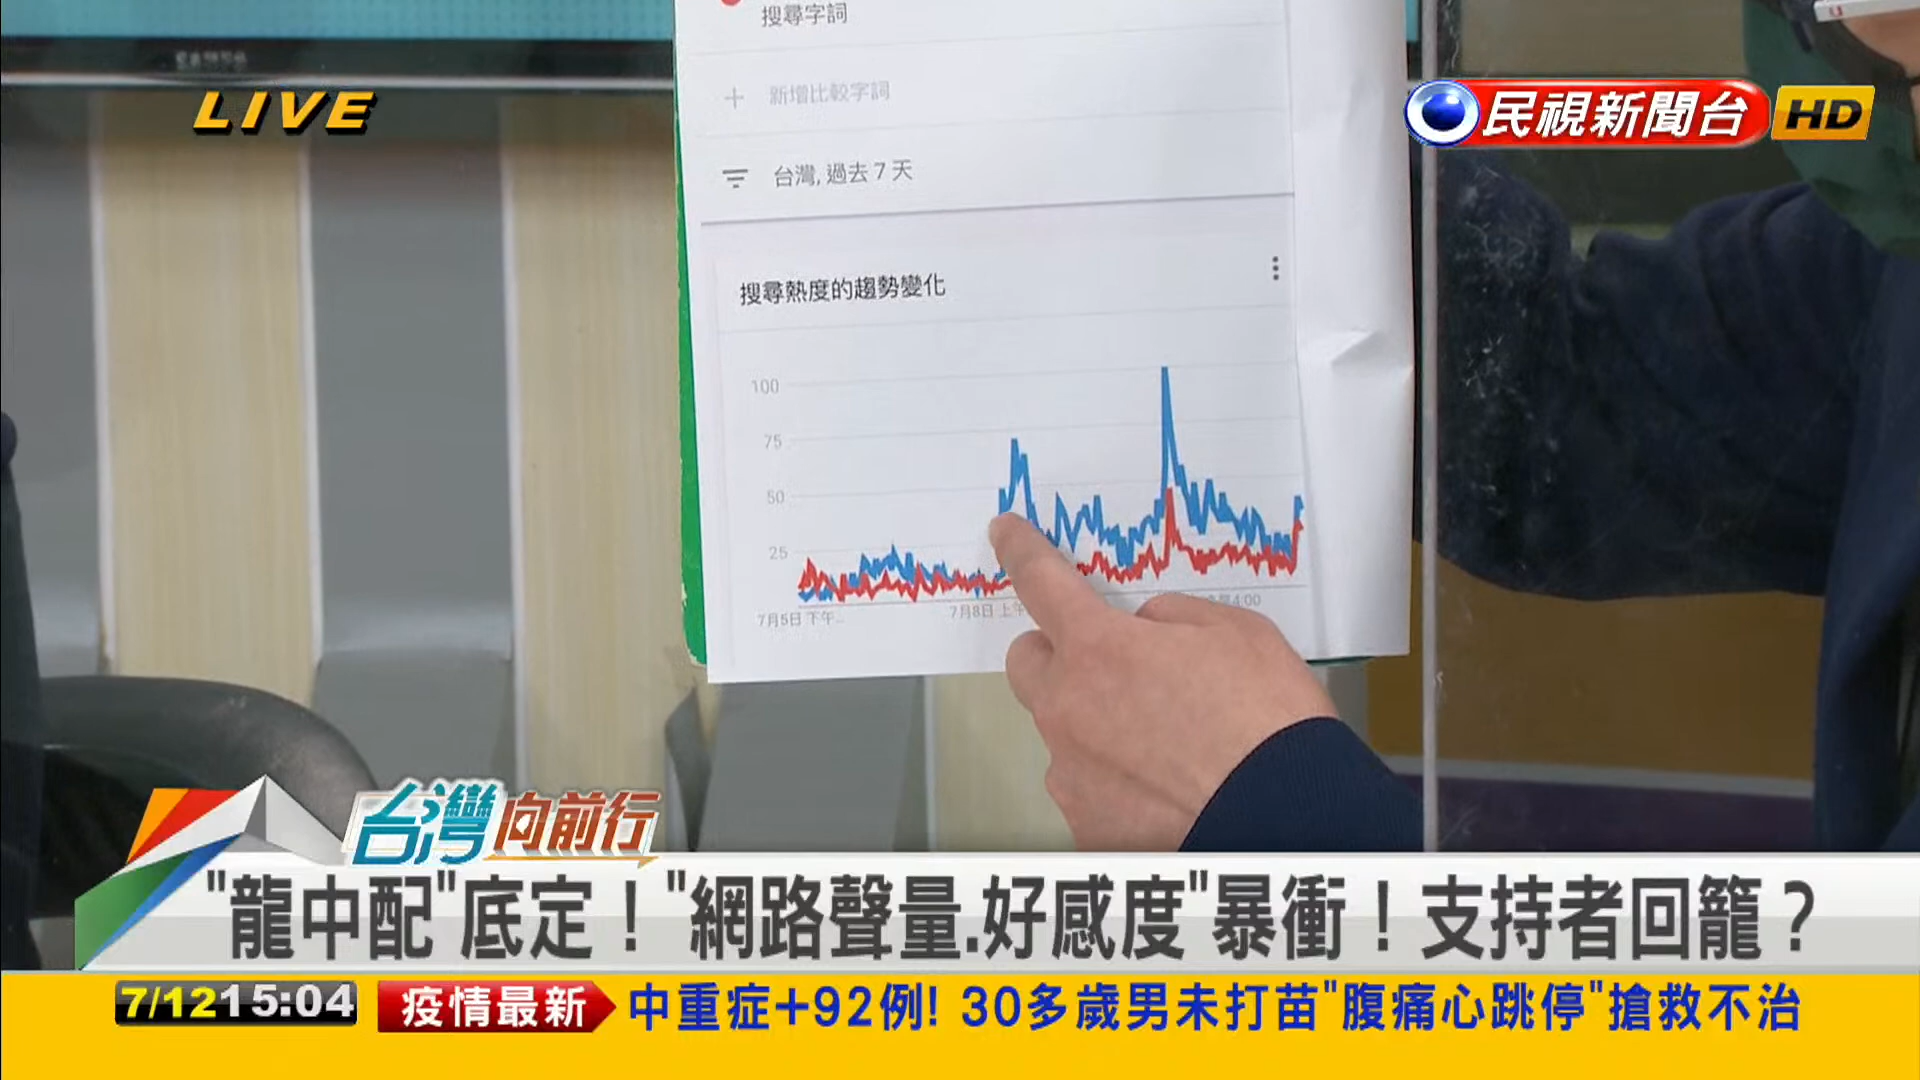 搜尋字詞
LIVE
新增比較字詞
民視新聞台 HD
台灣, 過去 7 天
搜尋熱度的趨勢變化
100
75
50
25
7月5日 下午...
7月8日 上午
4:00
台灣向前行
"龍中配"底定！"網路聲量.好感度"暴衝！支持者回籠？
7/12 15:04 疫情最新 中重症+92例! 30多歲男未打苗"腹痛心跳停"搶救不治